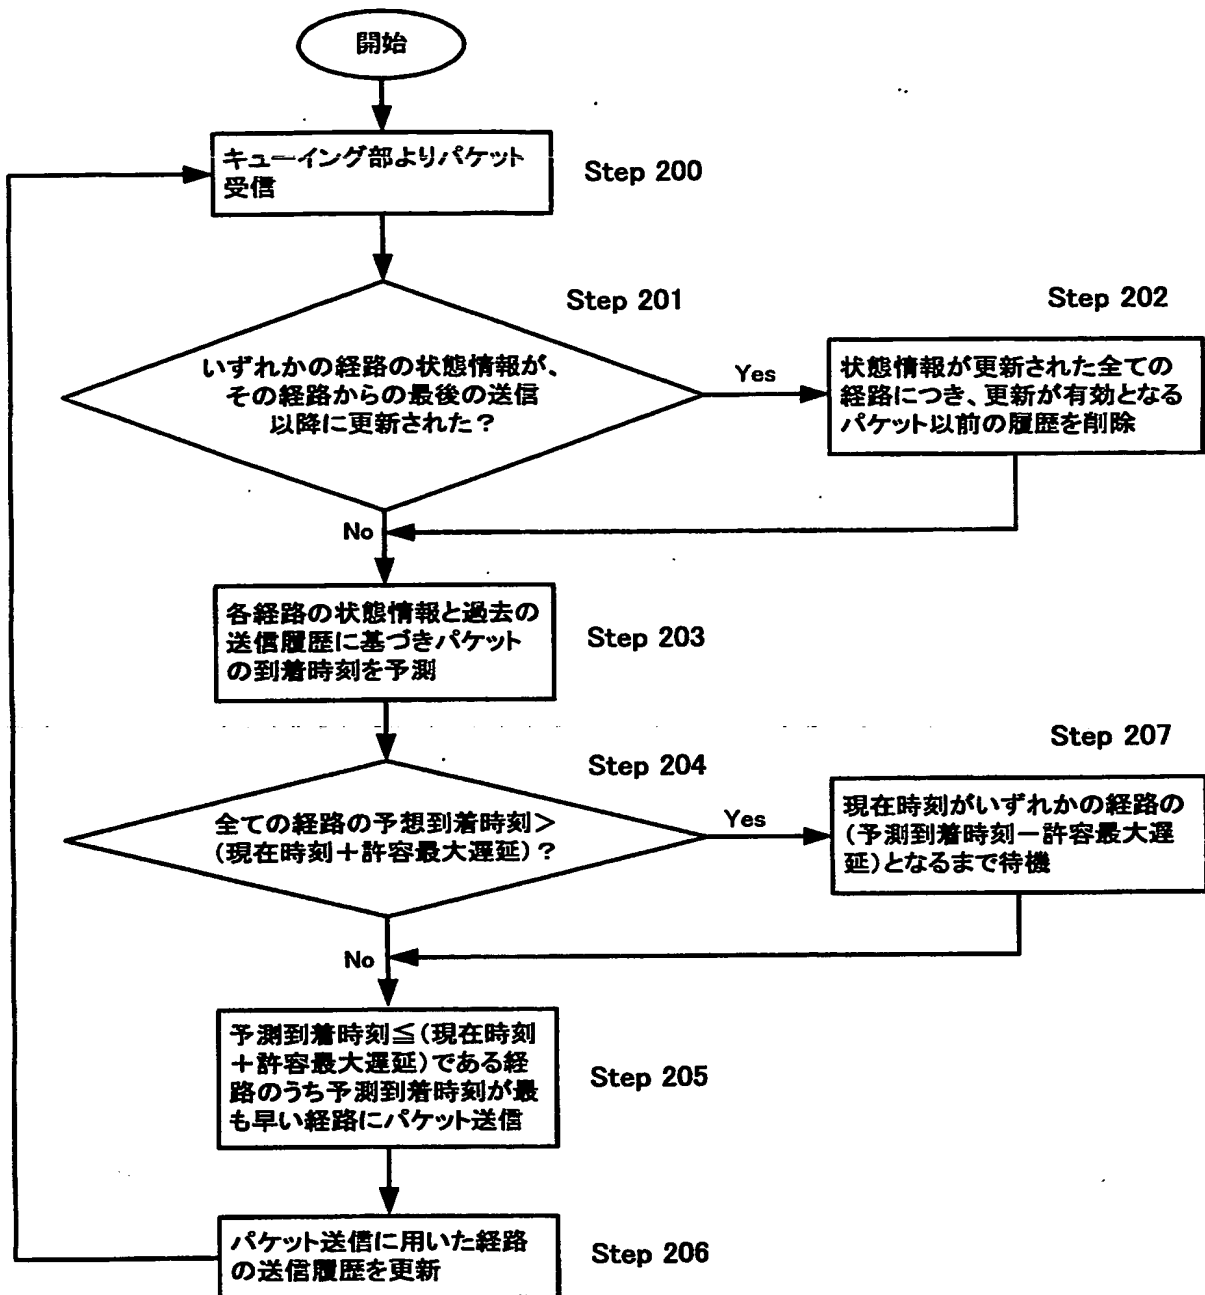 開始
キューイング部よりパケット
受信
Step 200
Step 201
いずれかの経路の状態情報が、
その経路からの最後の送信
以降に更新された？
Yes
No
Step 202
状態情報が更新された全ての
経路につき、更新が有効となる
パケット以前の履歴を削除
各経路の状態情報と過去の
送信履歴に基づきパケット
の到着時刻を予測
Step 203
Step 204
全ての経路の予想到着時刻＞
（現在時刻＋許容最大遅延）？
Yes
No
Step 207
現在時刻がいずれかの経路の
（予測到着時刻－許容最大遅
延）となるまで待機
予測到着時刻≦（現在時刻
＋許容最大遅延）である経
路のうち予測到着時刻が最
も早い経路にパケット送信
Step 205
パケット送信に用いた経路
の送信履歴を更新
Step 206